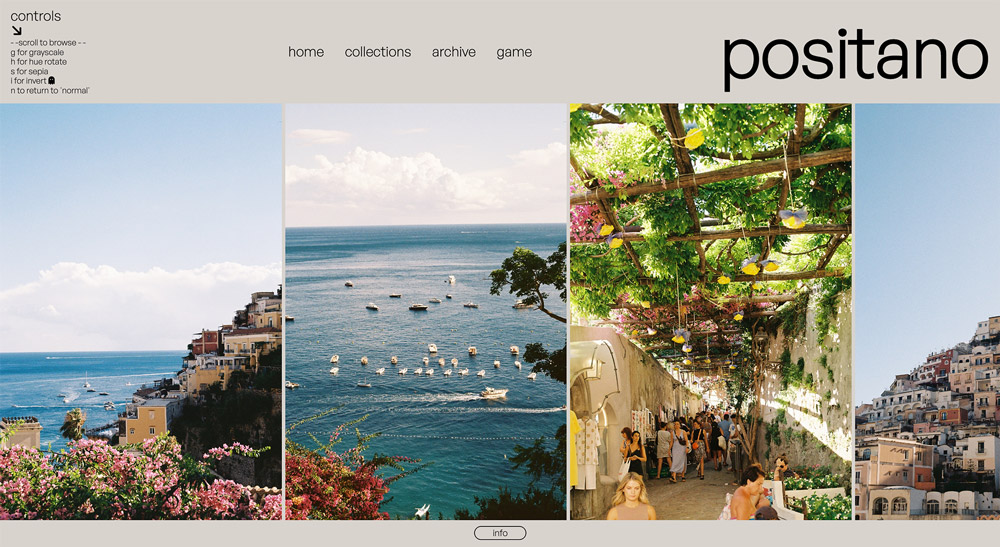 controls
- -scroll to browse - -
g for grayscale
h for hue rotate
s for sepia
i for invert
n to return to `normal`
home collections archive game
positano
info